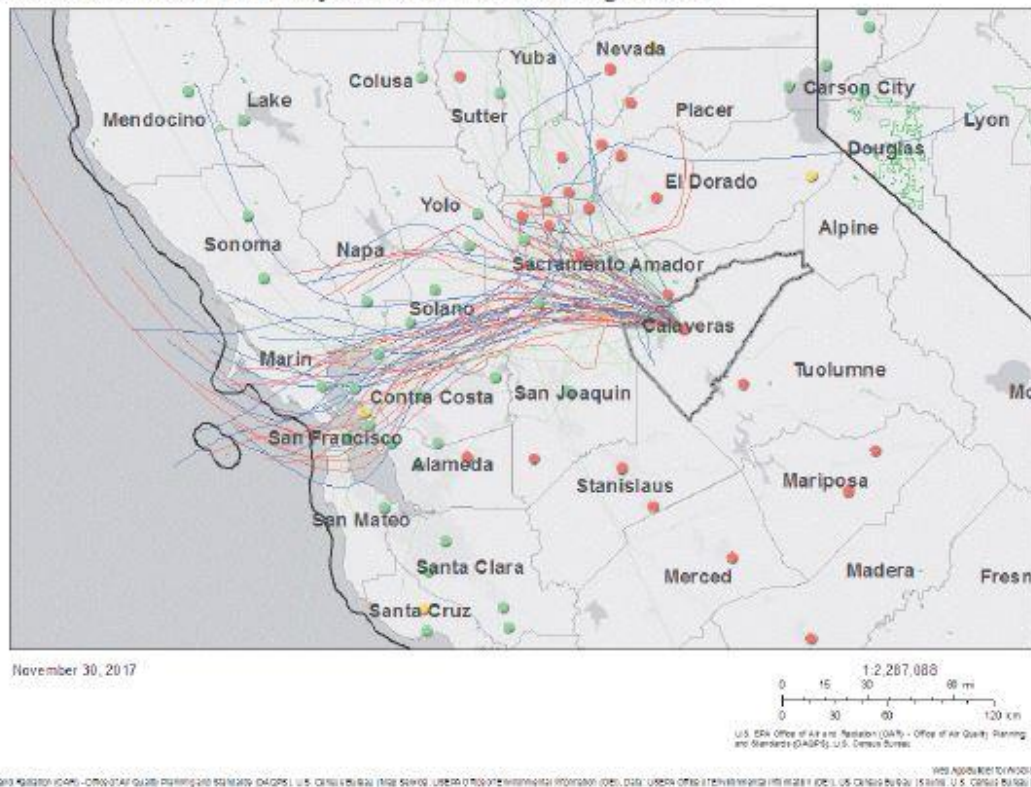 Yuba
Nevada
Colusa
Lake
Carson City
Mendocino
Sutter
Placer
Lyon
Douglas
El Dorado
Yolo
Alpine
Sonoma
Napa
Sacramento Amador
Solano
Calaveras
Marin
Tuolumne
Contra Costa
San Joaquin
Mo
San Francisco
Alameda
Stanislaus
Mariposa
San Mateo
Santa Clara
Merced
Madera
Fresn
Santa Cruz
November 30, 2017
1:2,287,088
0 15 30 60 mi
0 30 60 120 km
U.S. EPA Office of Air and Radiation (OAR) - Office of Air Quality Planning
and Standards (OAQPS), U.S. Census Bureau